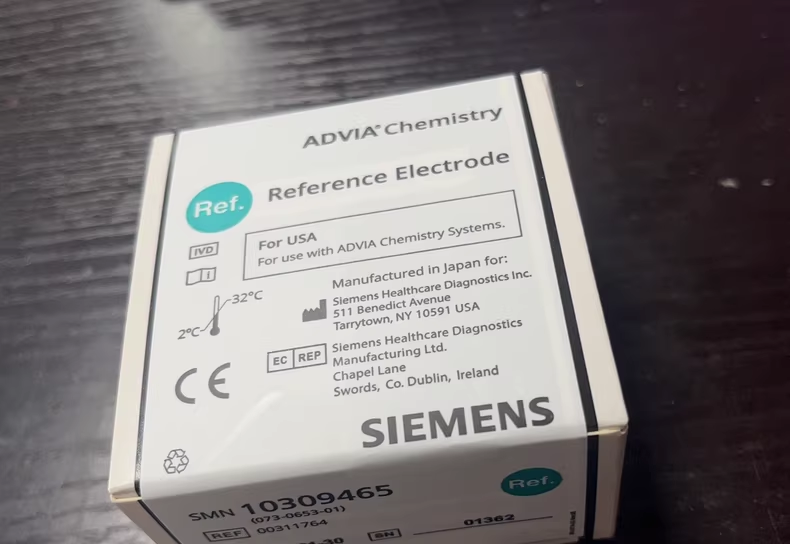 ADVIA® Chemistry
Ref.
Reference Electrode
IVD
For USA
For use with ADVIA Chemistry Systems.
32°C
2°C
Manufactured in Japan for:
Siemens Healthcare Diagnostics Inc.
511 Benedict Avenue
Tarrytown, NY 10591 USA
EC REP
Siemens Healthcare Diagnostics
Manufacturing Ltd.
Chapel Lane
Swords, Co. Dublin, Ireland
CE
SIEMENS
SMN 10309465
(073-0653-01)
REF 00311764
Ref.
SN 01362